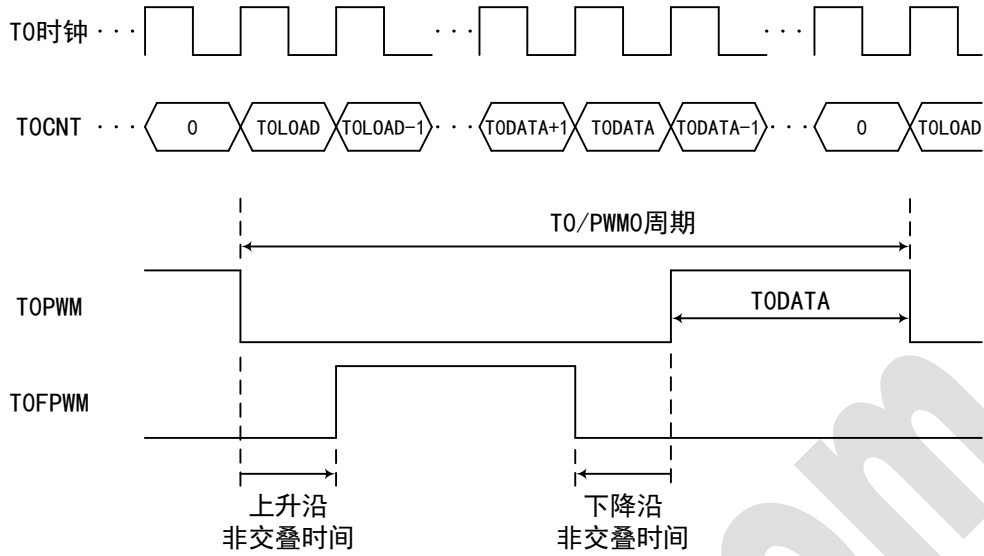 T0时钟 ··· ··· ···
T0CNT ··· 0 T0LOAD T0LOAD-1 ··· T0DATA+1 T0DATA T0DATA-1 ··· 0 T0LOAD
T0/PWM0周期
T0PWM T0DATA
T0FPWM
上升沿 下降沿
非交叠时间 非交叠时间